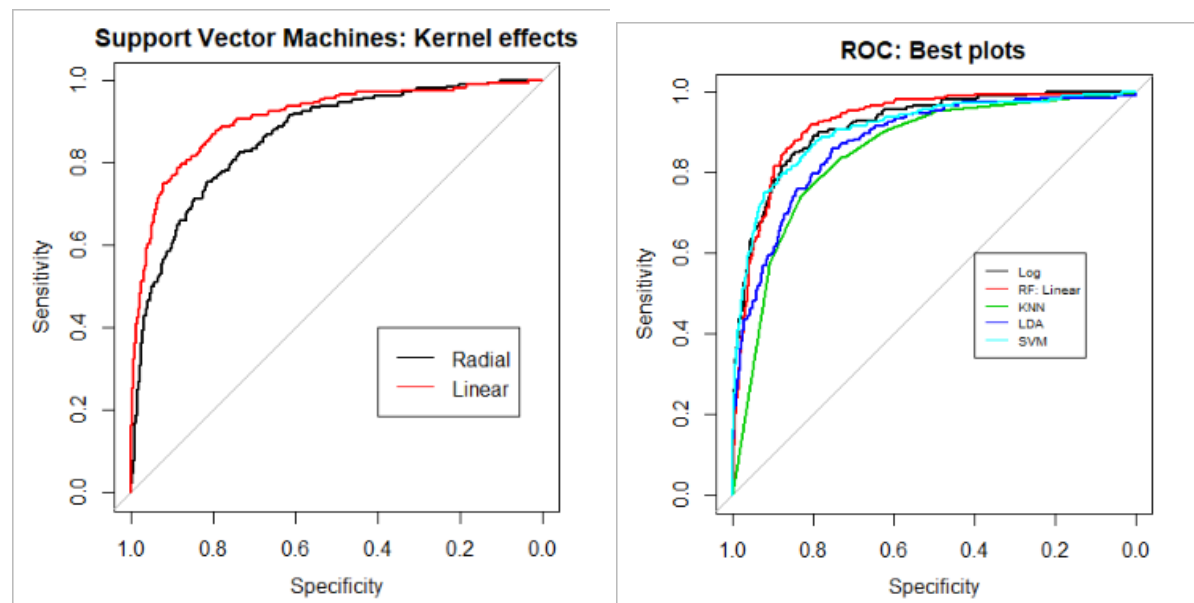 Support Vector Machines: Kernel effects
Sensitivity
1.0
0.8
0.6
0.4
0.2
0.0
Radial
Linear
1.0 0.8 0.6 0.4 0.2 0.0
Specificity
ROC: Best plots
Sensitivity
1.0
0.8
0.6
0.4
0.2
0.0
Log
RF: Linear
KNN
LDA
SVM
1.0 0.8 0.6 0.4 0.2 0.0
Specificity